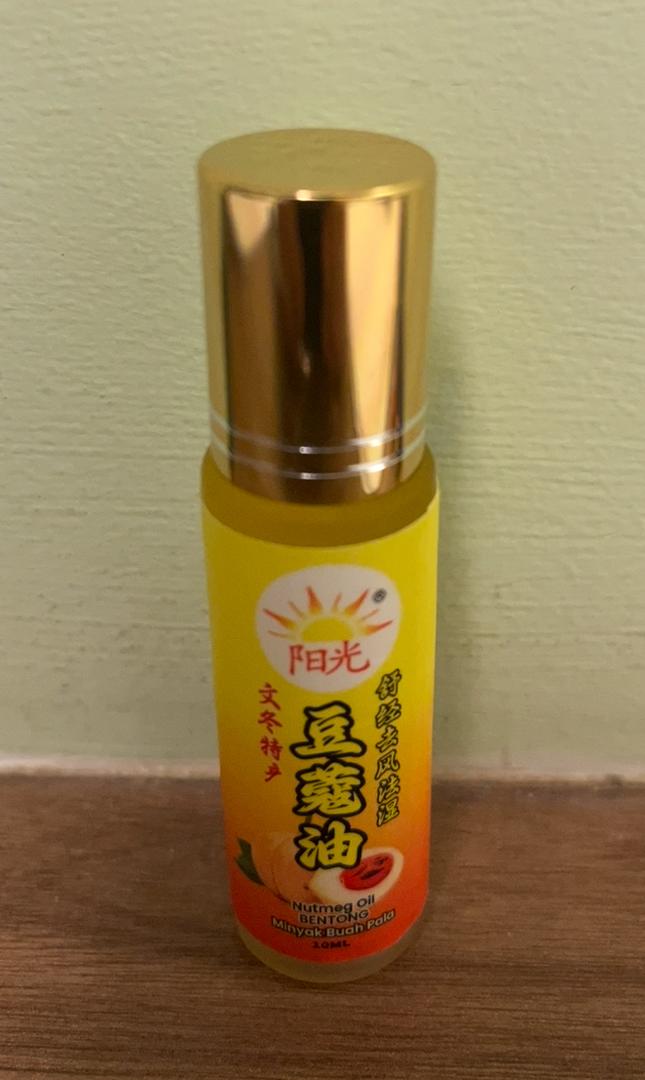 ®
阳光
文冬特产
豆蔻油
舒经去风法湿
Nutmeg Oil
BENTONG
Minyak Buah Pala
10ML